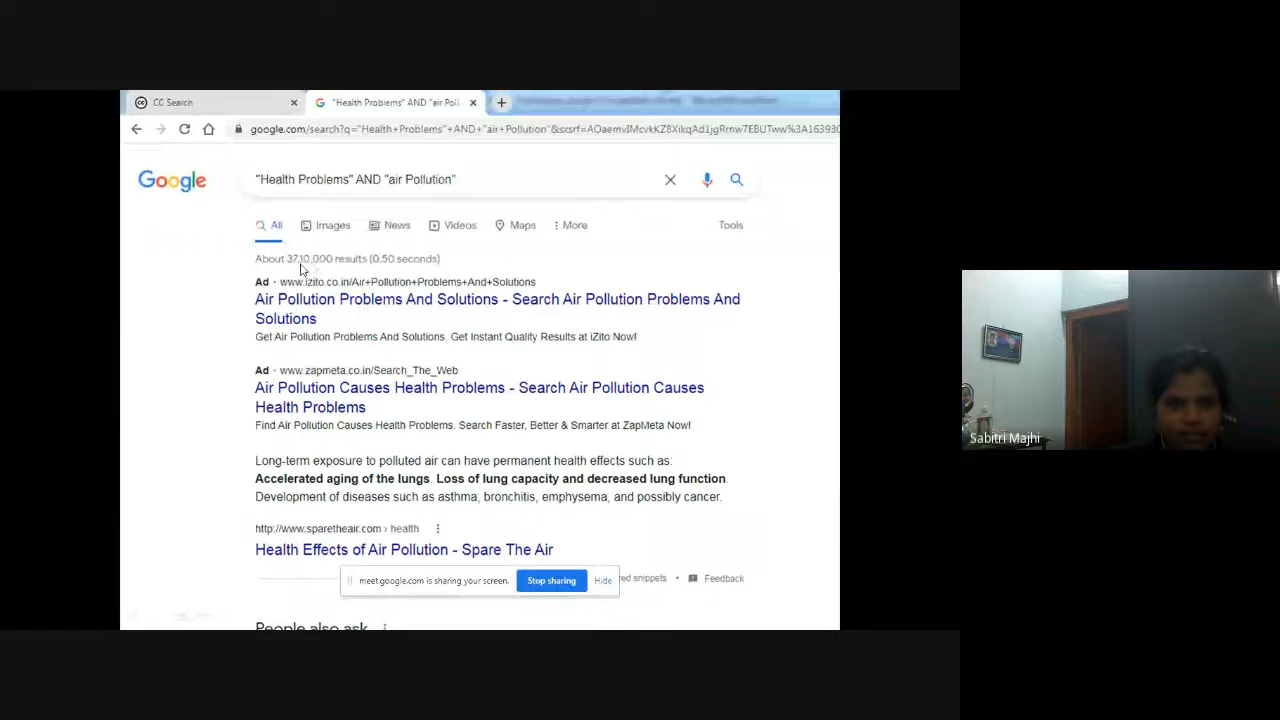 CC Search
"Health Problems" AND "air Poll
google.com/search?q="Health+Problems"+AND+"air+Pollution"&sxsrf=
Google
"Health Problems" AND "air Pollution"
All Images News Videos Maps More Tools
About 37,10,000 results (0.50 seconds)
Ad · www.izito.co.in/Air+Pollution+Problems+And+Solutions
Air Pollution Problems And Solutions - Search Air Pollution Problems And
Solutions
Get Air Pollution Problems And Solutions. Get Instant Quality Results at iZito Now!
Ad · www.zapmeta.co.in/Search_The_Web
Air Pollution Causes Health Problems - Search Air Pollution Causes
Health Problems
Find Air Pollution Causes Health Problems. Search Faster, Better & Smarter at ZapMeta Now!
Long-term exposure to polluted air can have permanent health effects such as:
Accelerated aging of the lungs. Loss of lung capacity and decreased lung function.
Development of diseases such as asthma, bronchitis, emphysema, and possibly cancer.
http://www.sparetheair.com › health
Health Effects of Air Pollution - Spare The Air
meet.google.com is sharing your screen. Stop sharing Hide
red snippets • Feedback
People also ask
Sabitri Majhi